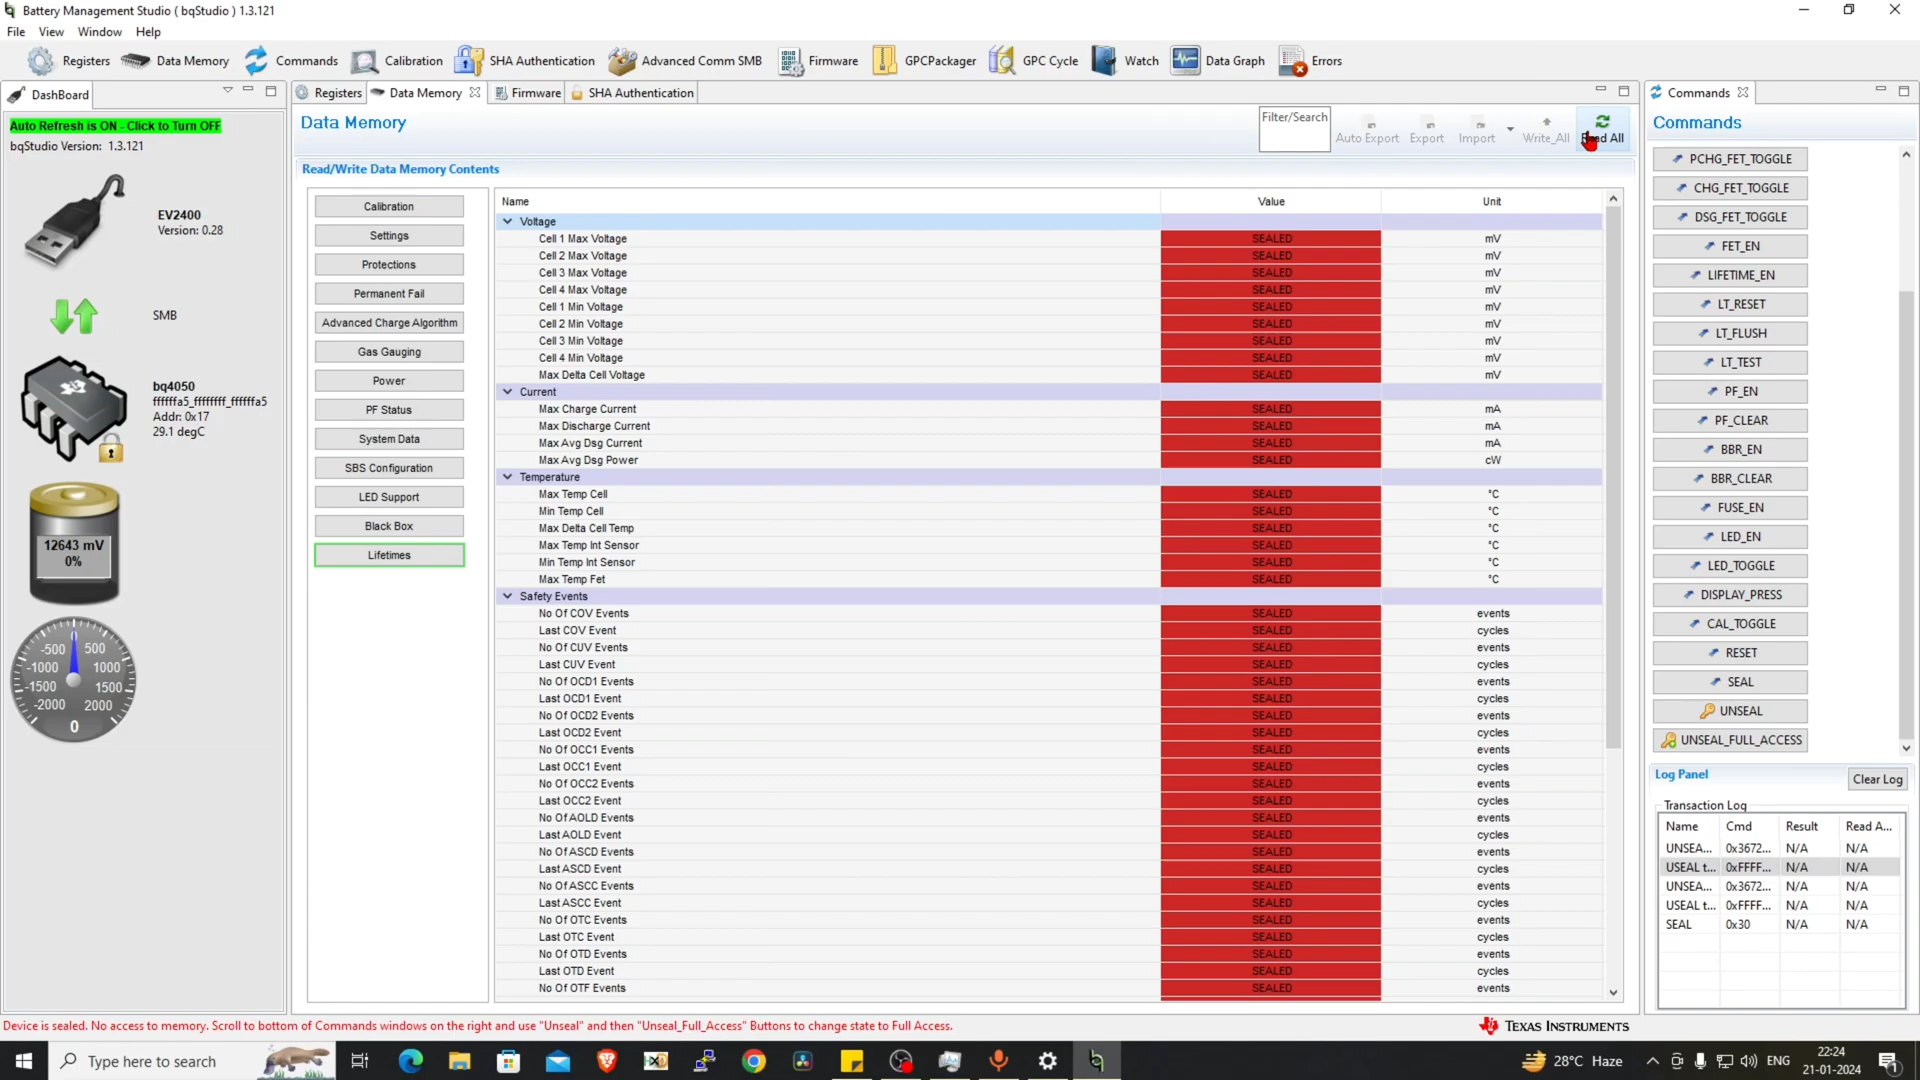 Battery Management Studio ( bqStudio ) 1.3.121
File View Window Help
Registers Data Memory Commands Calibration SHA Authentication Advanced Comm SMB Firmware GPCPackager GPC Cycle Watch Data Graph Errors
DashBoard
Auto Refresh is ON - Click to Turn OFF
bqStudio Version: 1.3.121
EV2400
Version: 0.28
SMB
bq4050
ffffffa5_ffffffff_ffffffa5
Addr: 0x17
29.1 degC
12643 mV
0%
-500 500
-1000 1000
-1500 1500
-2000 2000
0
Registers Data Memory Firmware SHA Authentication
Data Memory
Filter/Search
Auto Export Export Import Write_All
Read/Write Data Memory Contents
Calibration
Settings
Protections
Permanent Fail
Advanced Charge Algorithm
Gas Gauging
Power
PF Status
System Data
SBS Configuration
LED Support
Black Box
Lifetimes
Name Value Unit
Voltage
Cell 1 Max Voltage SEALED mV
Cell 2 Max Voltage SEALED mV
Cell 3 Max Voltage SEALED mV
Cell 4 Max Voltage SEALED mV
Cell 1 Min Voltage SEALED mV
Cell 2 Min Voltage SEALED mV
Cell 3 Min Voltage SEALED mV
Cell 4 Min Voltage SEALED mV
Max Delta Cell Voltage SEALED mV
Current
Max Charge Current SEALED mA
Max Discharge Current SEALED mA
Max Avg Dsg Current SEALED mA
Max Avg Dsg Power SEALED cW
Temperature
Max Temp Cell SEALED °C
Min Temp Cell SEALED °C
Max Delta Cell Temp SEALED °C
Max Temp Int Sensor SEALED °C
Min Temp Int Sensor SEALED °C
Max Temp Fet SEALED °C
Safety Events
No Of COV Events SEALED events
Last COV Event SEALED cycles
No Of CUV Events SEALED events
Last CUV Event SEALED cycles
No Of OCD1 Events SEALED events
Last OCD1 Event SEALED cycles
No Of OCD2 Events SEALED events
Last OCD2 Event SEALED cycles
No Of OCC1 Events SEALED events
Last OCC1 Event SEALED cycles
No Of OCC2 Events SEALED events
Last OCC2 Event SEALED cycles
No Of AOLD Events SEALED events
Last AOLD Event SEALED cycles
No Of ASCD Events SEALED events
Last ASCD Event SEALED cycles
No Of ASCC Events SEALED events
Last ASCC Event SEALED cycles
No Of OTC Events SEALED events
Last OTC Event SEALED cycles
No Of OTD Events SEALED events
Last OTD Event SEALED cycles
No Of OTF Events SEALED events
Commands
Commands
PCHG_FET_TOGGLE
CHG_FET_TOGGLE
DSG_FET_TOGGLE
FET_EN
LIFETIME_EN
LT_RESET
LT_FLUSH
LT_TEST
PF_EN
PF_CLEAR
BBR_EN
BBR_CLEAR
FUSE_EN
LED_EN
LED_TOGGLE
DISPLAY_PRESS
CAL_TOGGLE
RESET
SEAL
UNSEAL
UNSEAL_FULL_ACCESS
Log Panel
Clear Log
Transaction Log
Name Cmd Result Read A...
UNSEA... 0x3672... N/A N/A
USEAL t... 0xFFFF... N/A N/A
UNSEA... 0x3672... N/A N/A
USEAL t... 0xFFFF... N/A N/A
SEAL 0x30 N/A N/A
Device is sealed. No access to memory. Scroll to bottom of Commands windows on the right and use "Unseal" and then "Unseal_Full_Access" Buttons to change state to Full Access.
TEXAS INSTRUMENTS
Type here to search
28°C Haze
ENG
22:24
21-01-2024
1